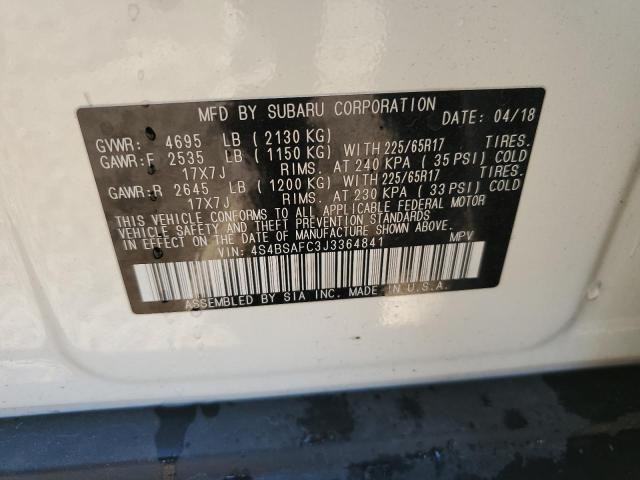 MFD BY SUBARU CORPORATION DATE: 04/18
GVWR: 4695 LB (2130 KG)
GAWR:F 2535 LB (1150 KG) WITH 225/65R17 TIRES.
17X7J RIMS. AT 240 KPA (35 PSI) COLD
GAWR:R 2645 LB (1200 KG) WITH 225/65R17 TIRES.
17X7J RIMS. AT 230 KPA (33 PSI) COLD
THIS VEHICLE CONFORMS TO ALL APPLICABLE FEDERAL MOTOR
VEHICLE SAFETY AND THEFT PREVENTION STANDARDS
IN EFFECT ON THE DATE OF MANUFACTURE SHOWN ABOVE.
VIN: 4S4BSAFC3J3364841 MPV
ASSEMBLED BY SIA INC. MADE IN U.S.A.